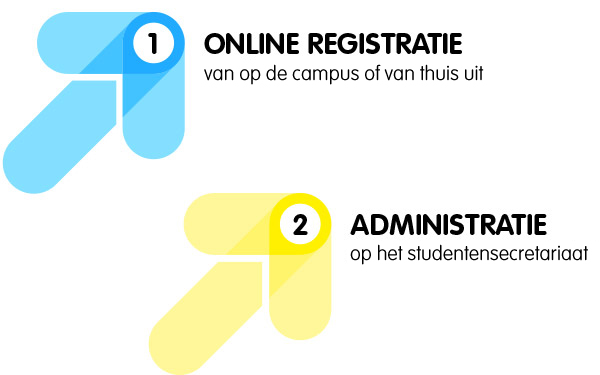 1
ONLINE REGISTRATIE
van op de campus of van thuis uit
2
ADMINISTRATIE
op het studentensecretariaat